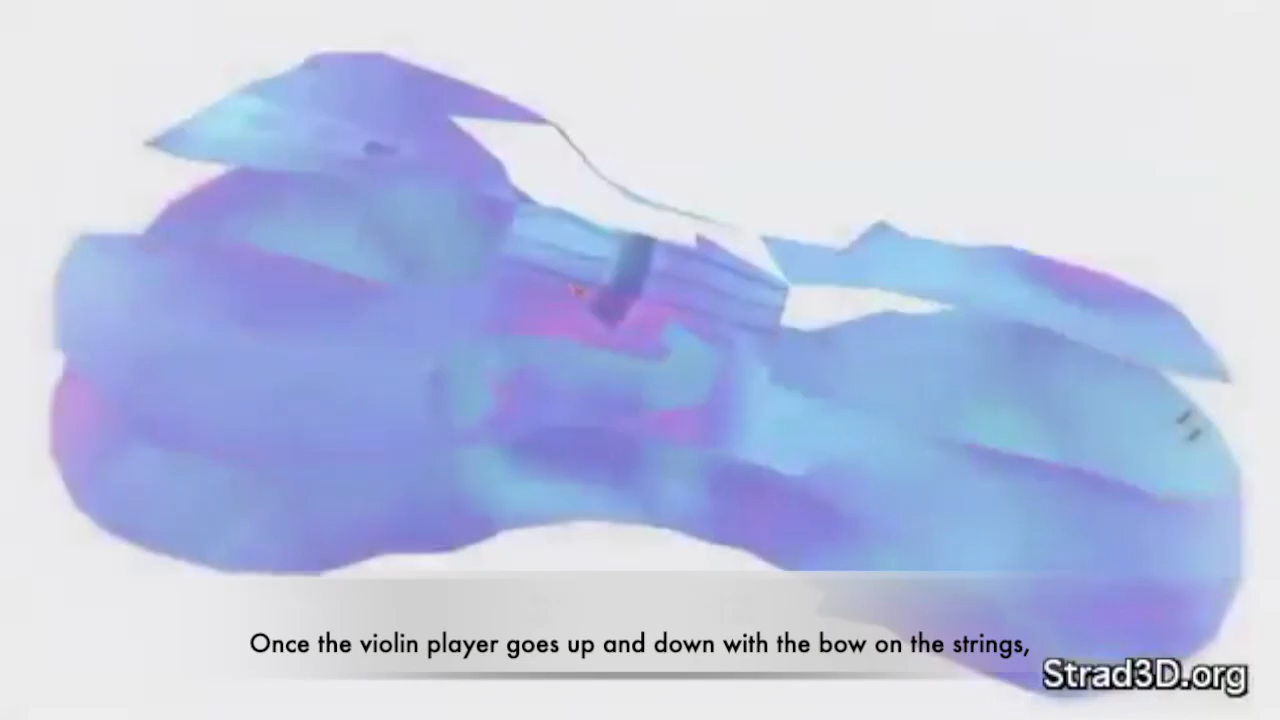 Once the violin player goes up and down with the bow on the strings,
Strad3D.org